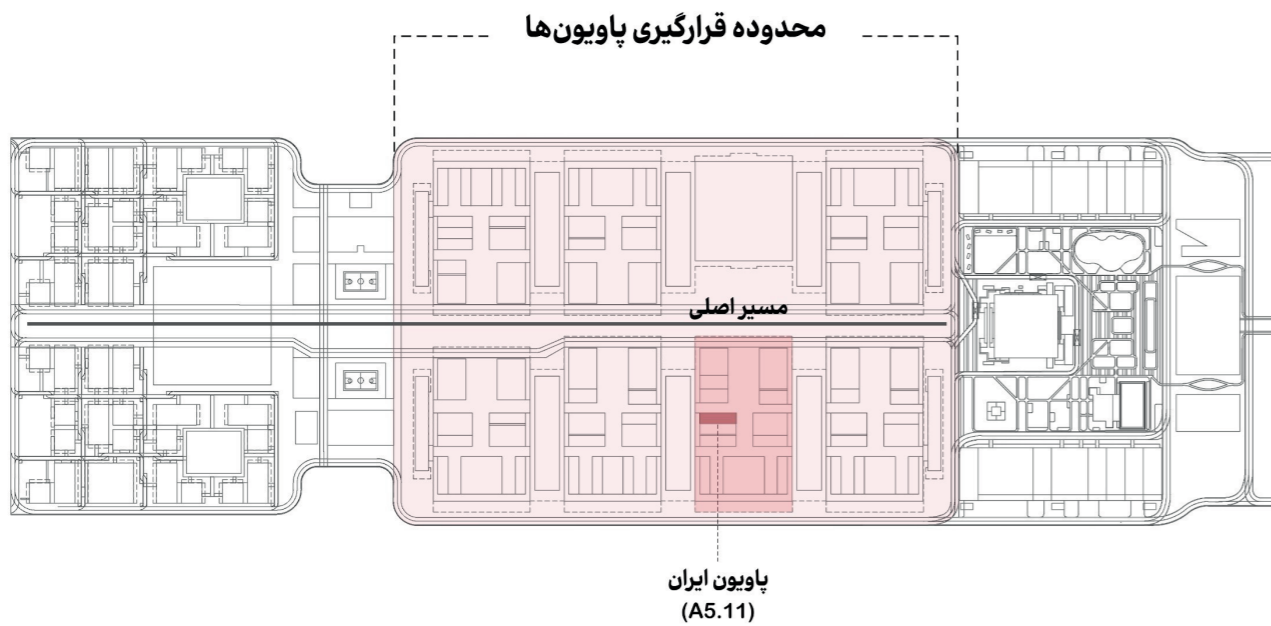 محدوده قرارگیری پاویون‌ها
مسیر اصلی
پاویون ایران
(A5.11)